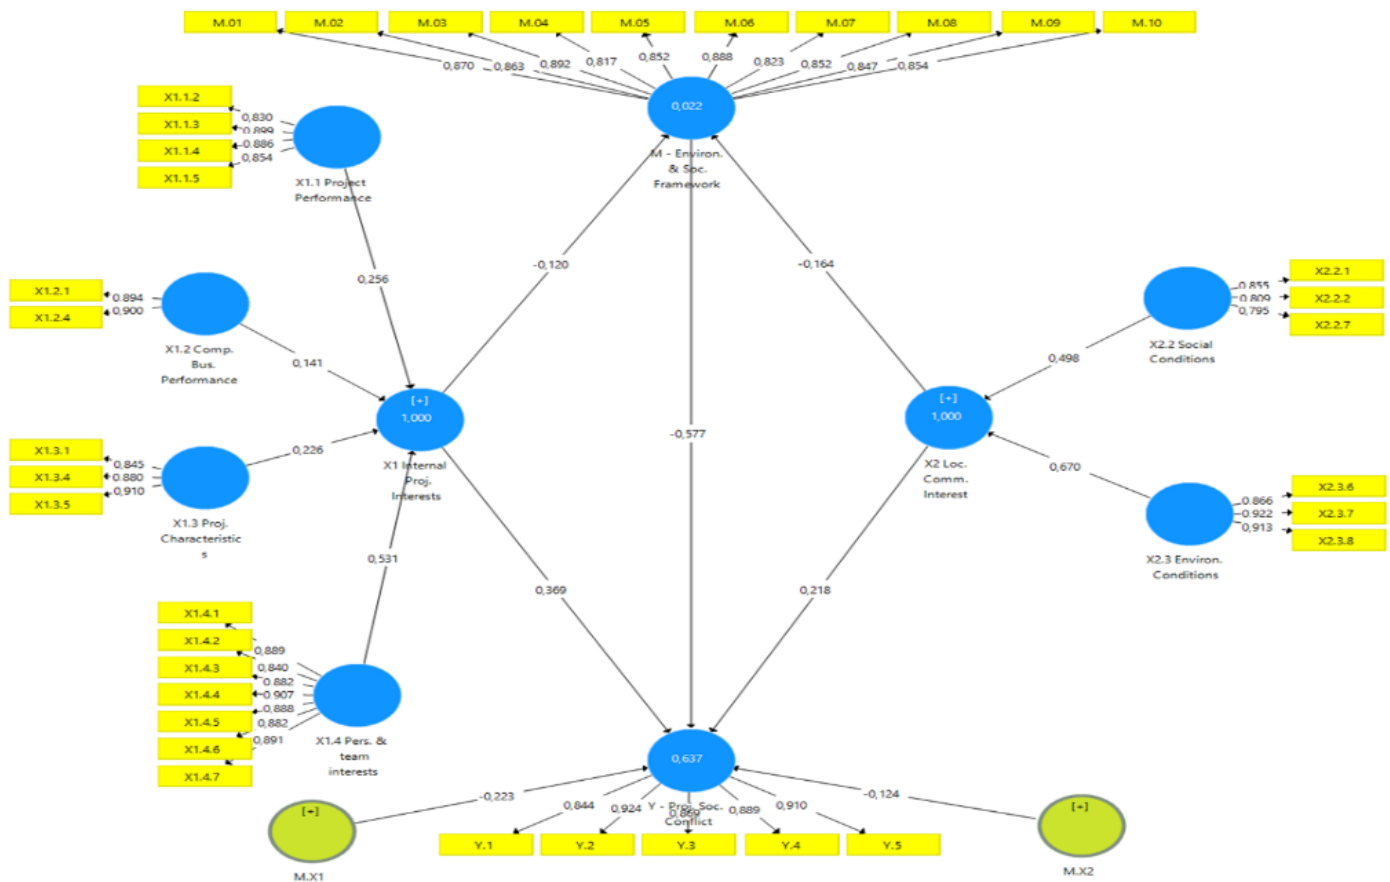 M.01 M.02 M.03 M.04 M.05 M.06 M.07 M.08 M.09 M.10
0,870 0,863 0,892 0,817 0,852 0,888 0,823 0,852 0,847 0,854
0,022
M - Environ.
& Soc.
Framework
X1.1.2
X1.1.3
X1.1.4
X1.1.5
0,830
0,899
0,886
0,854
X1.1 Project
Performance
0,256
-0,120
-0,164
-0,577
X1.2.1
X1.2.4
0,894
0,900
X1.2 Comp.
Bus.
Performance
0,141
X1.3.1
X1.3.4
X1.3.5
0,845
0,880
0,910
X1.3 Proj.
Characteristic
s
0,226
[+]
1,000
X1 Internal
Proj.
Interests
[+]
1,000
X2 Loc.
Comm.
Interest
X2.2.1
X2.2.2
X2.2.7
0,855
0,809
0,795
X2.2 Social
Conditions
0,498
X2.3.6
X2.3.7
X2.3.8
0,866
0,922
0,913
X2.3 Environ.
Conditions
0,670
X1.4.1
X1.4.2
X1.4.3
X1.4.4
X1.4.5
X1.4.6
X1.4.7
0,889
0,840
0,882
0,907
0,888
0,882
0,891
X1.4 Pers. &
team
interests
0,531
0,369
0,218
0,637
Y - Proj. Soc.
Conflict
0,844 0,924 0,889 0,910
Y.1 Y.2 Y.3 Y.4 Y.5
-0,223
[+]
M.X1
-0,124
[+]
M.X2